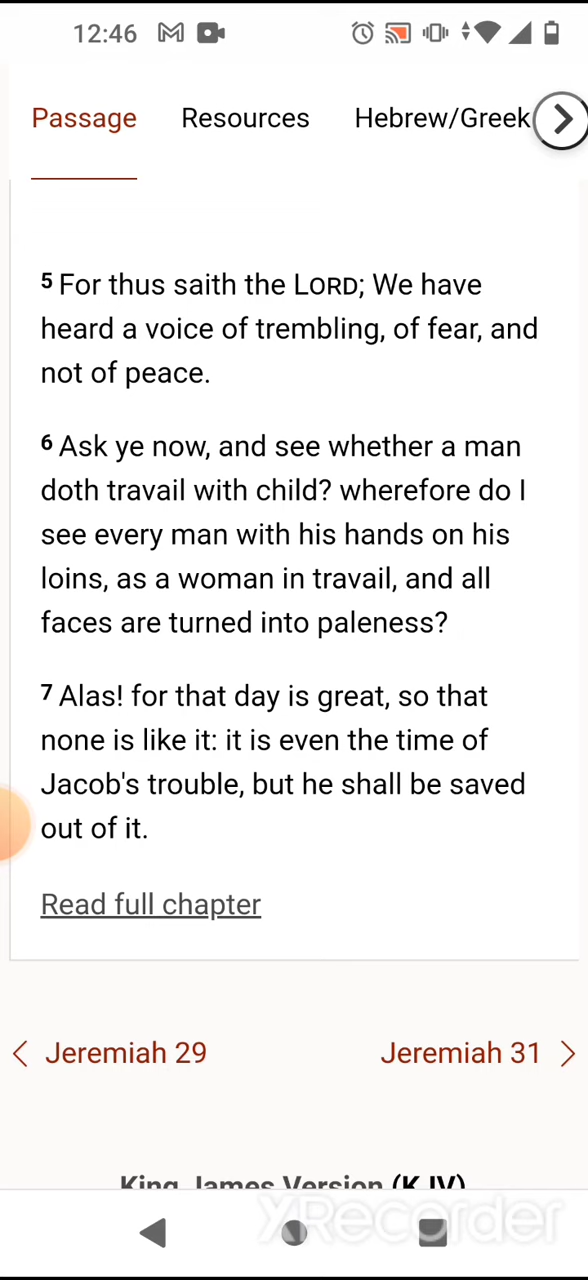 12:46
Passage Resources Hebrew/Greek
5 For thus saith the LORD; We have
heard a voice of trembling, of fear, and
not of peace.
6 Ask ye now, and see whether a man
doth travail with child? wherefore do I
see every man with his hands on his
loins, as a woman in travail, and all
faces are turned into paleness?
7 Alas! for that day is great, so that
none is like it: it is even the time of
Jacob's trouble, but he shall be saved
out of it.
Read full chapter
Jeremiah 29 Jeremiah 31
King James Version (KJV)
XRecorder